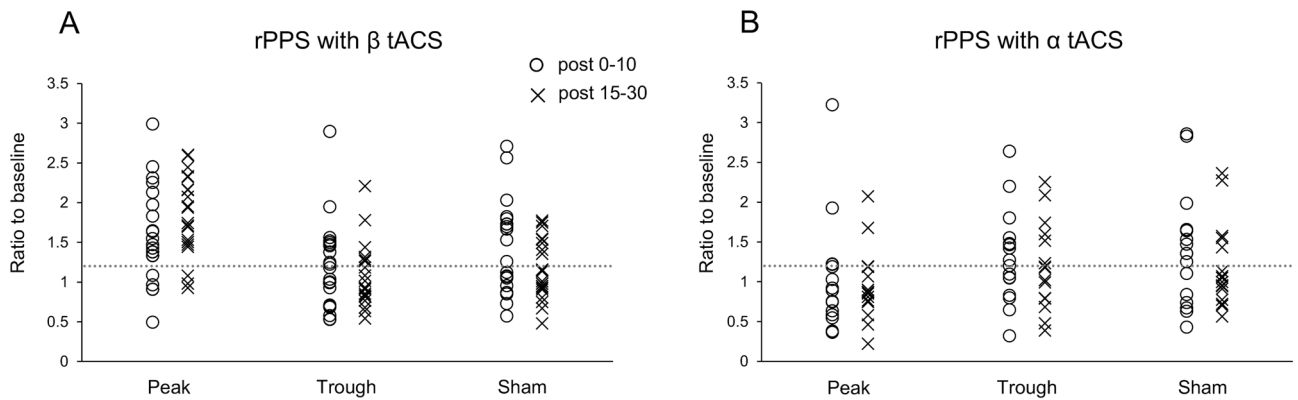 A
rPPS with β tACS
post 0-10
post 15-30
Ratio to baseline
3.5
3
2.5
2
1.5
1
0.5
0
Peak
Trough
Sham
B
rPPS with α tACS
Ratio to baseline
3.5
3
2.5
2
1.5
1
0.5
0
Peak
Trough
Sham